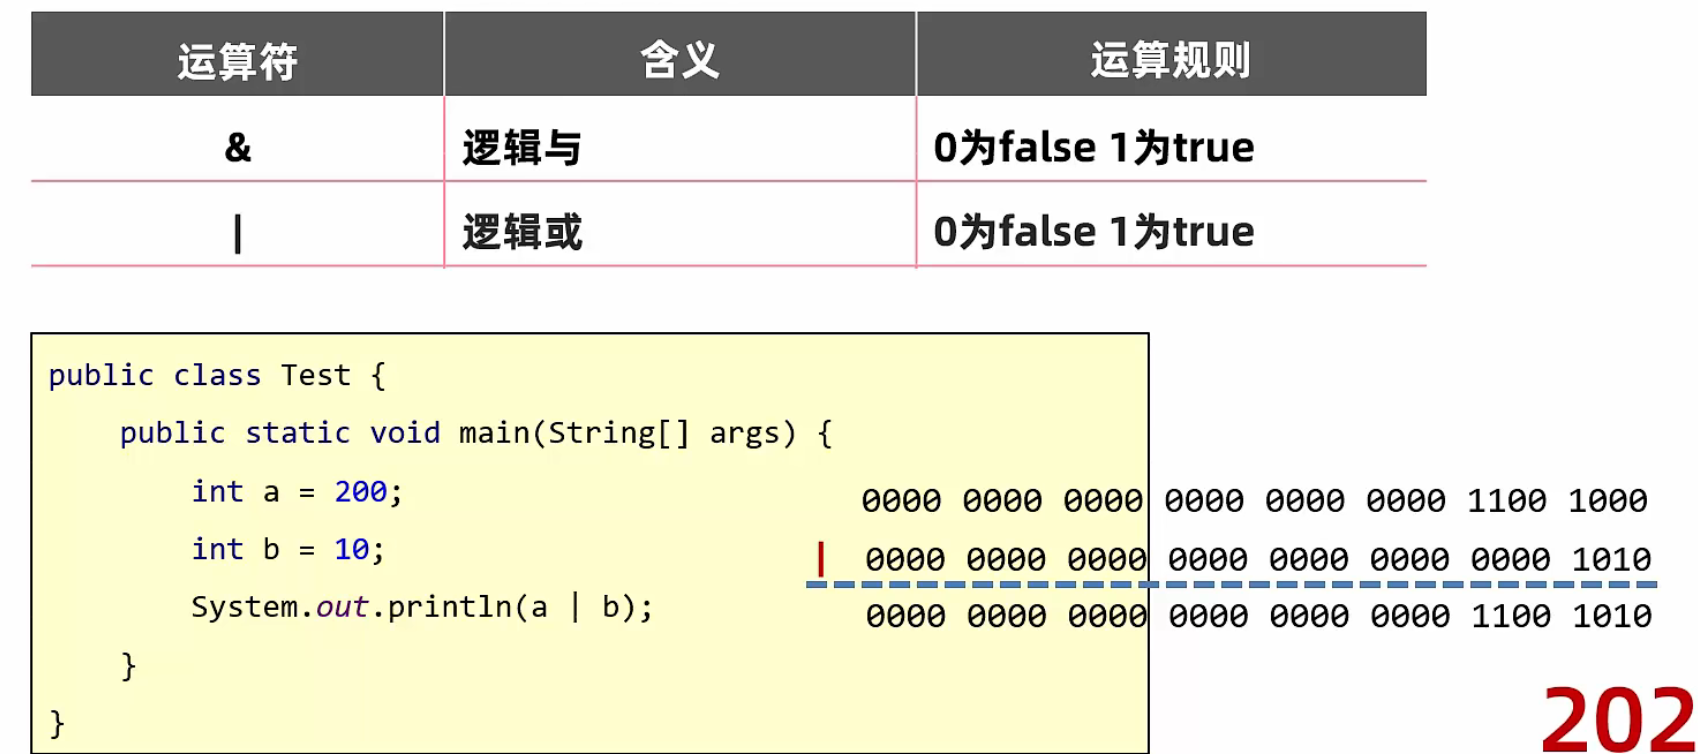 运算符 含义 运算规则
& 逻辑与 0为false 1为true
| 逻辑或 0为false 1为true
public class Test {
public static void main(String[] args) {
int a = 200;
0000 0000 0000 0000 0000 0000 1100 1000
int b = 10;
| 0000 0000 0000 0000 0000 0000 0000 1010
System.out.println(a | b);
0000 0000 0000 0000 0000 0000 1100 1010
}
}
202